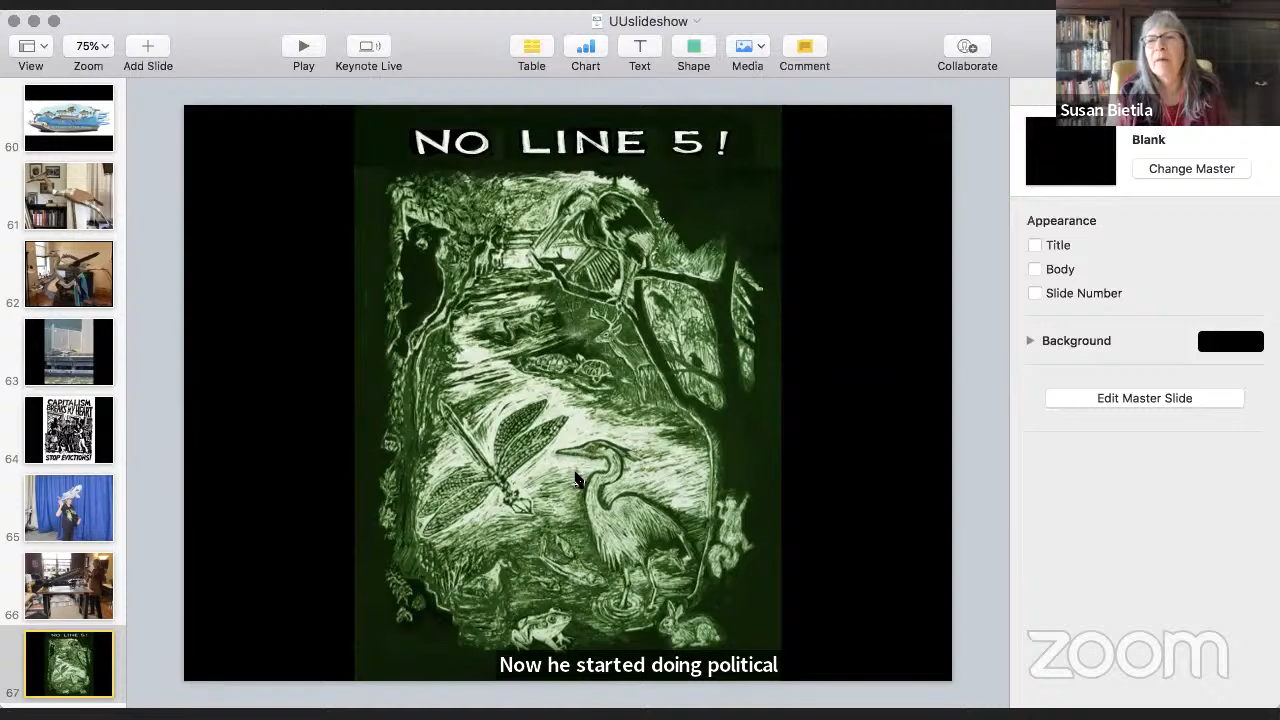 UUslideshow
View
75%
Zoom
Add Slide
Play
Keynote Live
Table
Chart
Text
Shape
Media
Comment
Collaborate
Susan Bietila
Blank
Change Master
Appearance
Title
Body
Slide Number
Background
Edit Master Slide
60
61
62
63
64
CAPITALISM
BREAKS MY HEART
STOP EVICTIONS!
65
66
67
NO LINE 5!
NO LINE 5!
Now he started doing political
zoom